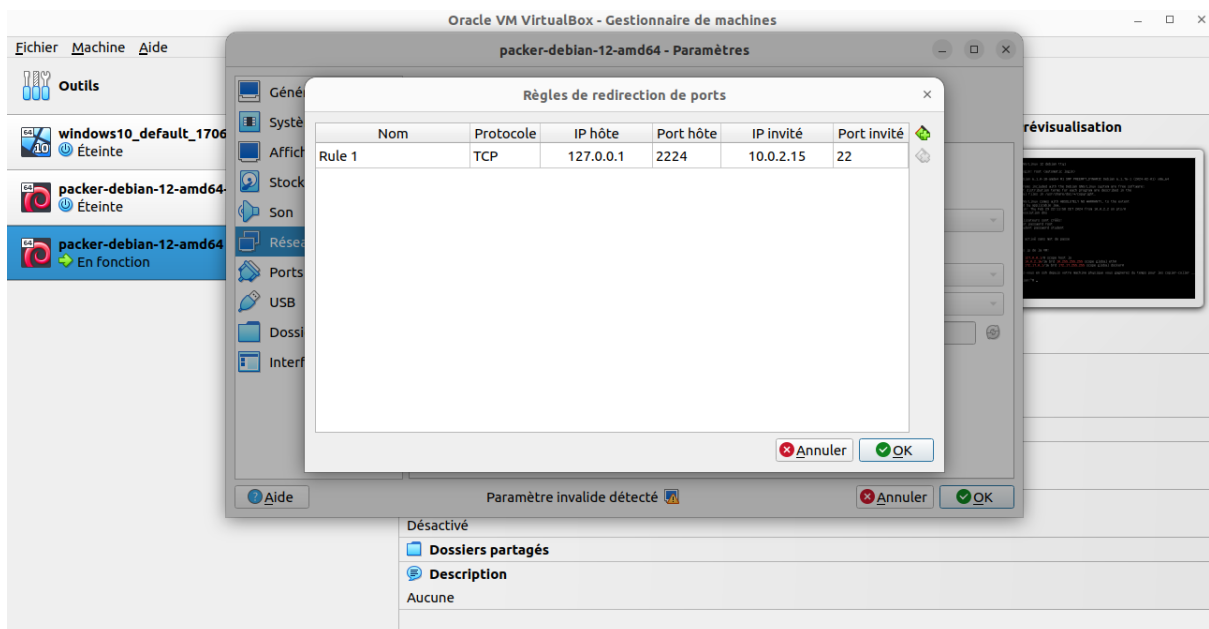 Oracle VM VirtualBox - Gestionnaire de machines
Fichier Machine Aide
packer-debian-12-amd64 - Paramètres
Outils
Géné
Règles de redirection de ports
windows10_default_1706
Éteinte
Systè
Nom Protocole IP hôte Port hôte IP invité Port invité
révisualisation
Affich
Rule 1 TCP 127.0.0.1 2224 10.0.2.15 22
packer-debian-12-amd64-
Éteinte
Stock
Son
packer-debian-12-amd64
En fonction
Résea
Ports
USB
Dossi
Interf
Annuler OK
Aide
Paramètre invalide détecté
Annuler OK
Désactivé
Dossiers partagés
Description
Aucune